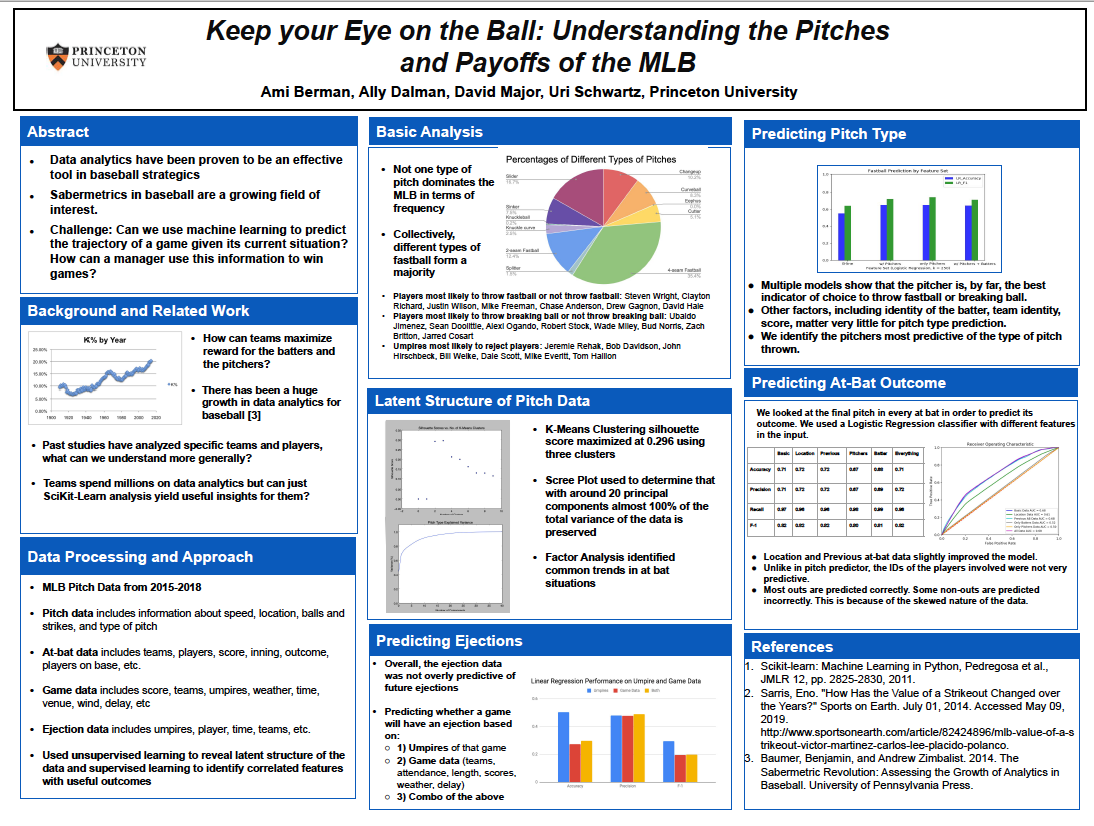 Keep your Eye on the Ball: Understanding the Pitches
and Payoffs of the MLB
PRINCETON
UNIVERSITY
Ami Berman, Ally Dalman, David Major, Uri Schwartz, Princeton University
Abstract
• Data analytics have been proven to be an effective
tool in baseball strategics
• Sabermetrics in baseball are a growing field of
interest.
• Challenge: Can we use machine learning to predict
the trajectory of a game given its current situation?
How can a manager use this information to win
games?
Background and Related Work
K% by Year
25.00%
20.00%
15.00%
10.00%
5.00%
0.00%
1900 1920 1940 1960 1980 2000 2020
K%
• How can teams maximize
reward for the batters and
the pitchers?
• There has been a huge
growth in data analytics for
baseball [3]
• Past studies have analyzed specific teams and players,
what can we understand more generally?
• Teams spend millions on data analytics but can just
SciKit-Learn analysis yield useful insights for them?
Data Processing and Approach
• MLB Pitch Data from 2015-2018
• Pitch data includes information about speed, location, balls and
strikes, and type of pitch
• At-bat data includes teams, players, score, inning, outcome,
players on base, etc.
• Game data includes score, teams, umpires, weather, time,
venue, wind, delay, etc
• Ejection data includes umpires, player, time, teams, etc.
• Used unsupervised learning to reveal latent structure of the
data and supervised learning to identify correlated features
with useful outcomes
Basic Analysis
• Not one type of
pitch dominates the
MLB in terms of
frequency
• Collectively,
different types of
fastball form a
majority
Percentages of Different Types of Pitches
Slider
Sinker
Knuckleball
Knuckle curve
2-seam Fastball
12.4%
Splitter
Changeup
Curveball
Eephus
Cutter
4-seam Fastball
• Players most likely to throw fastball or not throw fastball: Steven Wright, Clayton
Richard, Justin Wilson, Mike Freeman, Chase Anderson, Drew Gagnon, David Hale
• Players most likely to throw breaking ball or not throw breaking ball: Ubaldo
Jimenez, Sean Doolittle, Alexi Ogando, Robert Stock, Wade Miley, Bud Norris, Zach
Britton, Jarred Cosart
• Umpires most likely to reject players: Jeremie Rehak, Bob Davidson, John
Hirschbeck, Bill Welke, Dale Scott, Mike Everitt, Tom Hallion
Latent Structure of Pitch Data
Silhouette Scores vs. No. of K-Means Clusters
Pitch Type Explained Variance
• K-Means Clustering silhouette
score maximized at 0.296 using
three clusters
• Scree Plot used to determine that
with around 20 principal
components almost 100% of the
total variance of the data is
preserved
• Factor Analysis identified
common trends in at bat
situations
Predicting Ejections
• Overall, the ejection data
was not overly predictive of
future ejections
• Predicting whether a game
will have an ejection based
on:
○ 1) Umpires of that game
○ 2) Game data (teams,
attendance, length, scores,
weather, delay)
○ 3) Combo of the above
Linear Regression Performance on Umpire and Game Data
Umpires Game Data Both
0.6
0.4
0.2
0
Accuracy Precision F-1
Predicting Pitch Type
Fastball Prediction by Feature Set
LR_Accuracy
LR_F1
1.0
0.8
0.6
0.4
0.2
0.0
w/ Pitchers only Pitchers w/ Pitchers + Batters
● Multiple models show that the pitcher is, by far, the best
indicator of choice to throw fastball or breaking ball.
● Other factors, including identity of the batter, team identity,
score, matter very little for pitch type prediction.
● We identify the pitchers most predictive of the type of pitch
thrown.
Predicting At-Bat Outcome
We looked at the final pitch in every at bat in order to predict its
outcome. We used a Logistic Regression classifier with different features
in the input.
Basic Location Previous Pitchers Batter Everything
Accuracy 0.71 0.72 0.72 0.67 0.68 0.71
Precision 0.71 0.72 0.72 0.67 0.69 0.72
Recall 0.97 0.96 0.96 0.99 0.96
F-1 0.82 0.82 0.82 0.80 0.81 0.82
Receiver Operating Characteristic
True Positive Rate
False Positive Rate
0.0 0.2 0.4 0.6 0.8 1.0
● Location and Previous at-bat data slightly improved the model.
● Unlike in pitch predictor, the IDs of the players involved were not very
predictive.
● Most outs are predicted correctly. Some non-outs are predicted
incorrectly. This is because of the skewed nature of the data.
References
1. Scikit-learn: Machine Learning in Python, Pedregosa et al.,
JMLR 12, pp. 2825-2830, 2011.
2. Sarris, Eno. "How Has the Value of a Strikeout Changed over
the Years?" Sports on Earth. July 01, 2014. Accessed May 09,
2019.
http://www.sportsonearth.com/article/82424896/mlb-value-of-a-s
trikeout-victor-martinez-carlos-lee-placido-polanco.
3. Baumer, Benjamin, and Andrew Zimbalist. 2014. The
Sabermetric Revolution: Assessing the Growth of Analytics in
Baseball. University of Pennsylvania Press.